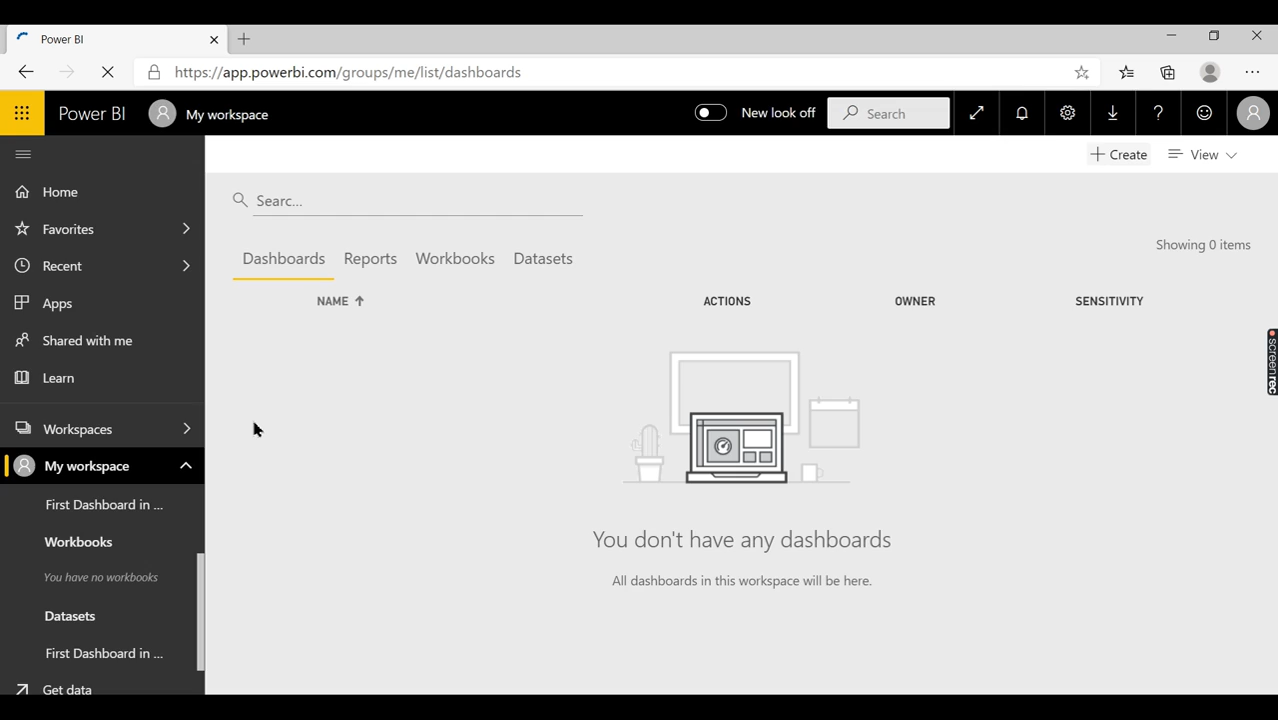 Power BI
https://app.powerbi.com/groups/me/list/dashboards
Power BI
My workspace
New look off
Search
Create
View
Home
Favorites
Recent
Apps
Shared with me
Learn
Workspaces
My workspace
First Dashboard in ...
Workbooks
You have no workbooks
Datasets
First Dashboard in ...
Get data
Searc...
Showing 0 items
Dashboards Reports Workbooks Datasets
NAME ACTIONS OWNER SENSITIVITY
You don't have any dashboards
All dashboards in this workspace will be here.
screenrec